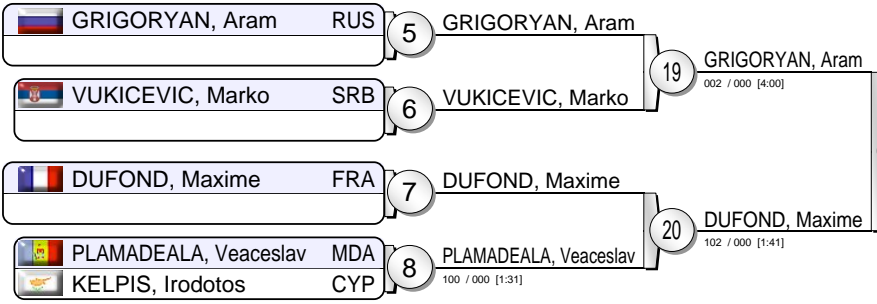 GRIGORYAN, Aram RUS
5
GRIGORYAN, Aram
19
GRIGORYAN, Aram
002 / 000 [4:00]
VUKICEVIC, Marko SRB
6
VUKICEVIC, Marko
DUFOND, Maxime FRA
7
DUFOND, Maxime
20
DUFOND, Maxime
102 / 000 [1:41]
PLAMADEALA, Veaceslav MDA
KELPIS, Irodotos CYP
8
PLAMADEALA, Veaceslav
100 / 000 [1:31]